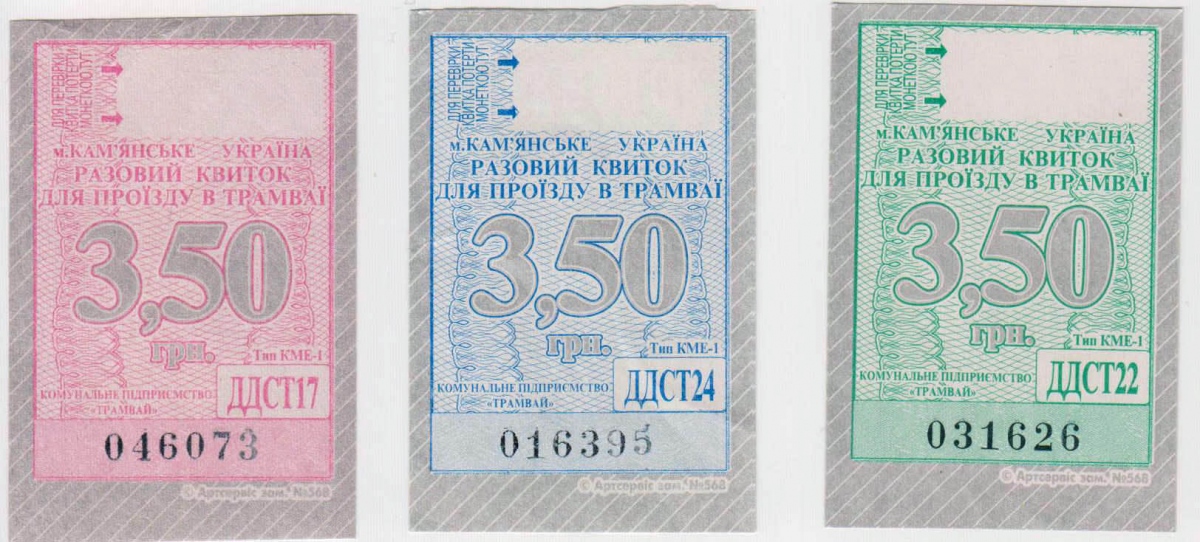 ДЛЯ ПЕРЕВІРКИ
КВИТКА ПОТЕРТИ
МОНЕТКОЮ ТУТ
м.КАМ'ЯНСЬКЕ УКРАЇНА
РАЗОВИЙ КВИТОК
ДЛЯ ПРОЇЗДУ В ТРАМВАЇ
3,50
грн.
Тип КМЕ-1
КОМУНАЛЬНЕ ПІДПРИЄМСТВО
«ТРАМВАЙ»
ДДСТ17
046073
© Артсервіс зам. №568
ДЛЯ ПЕРЕВІРКИ
КВИТКА ПОТЕРТИ
МОНЕТКОЮ ТУТ
м.КАМ'ЯНСЬКЕ УКРАЇНА
РАЗОВИЙ КВИТОК
ДЛЯ ПРОЇЗДУ В ТРАМВАЇ
3,50
грн.
Тип КМЕ-1
КОМУНАЛЬНЕ ПІДПРИЄМСТВО
«ТРАМВАЙ»
ДДСТ24
016395
© Артсервіс зам. №568
ДЛЯ ПЕРЕВІРКИ
КВИТКА ПОТЕРТИ
МОНЕТКОЮ ТУТ
м.КАМ'ЯНСЬКЕ УКРАЇНА
РАЗОВИЙ КВИТОК
ДЛЯ ПРОЇЗДУ В ТРАМВАЇ
3,50
грн.
Тип КМЕ-1
КОМУНАЛЬНЕ ПІДПРИЄМСТВО
«ТРАМВАЙ»
ДДСТ22
031626
© Артсервіс зам. №568